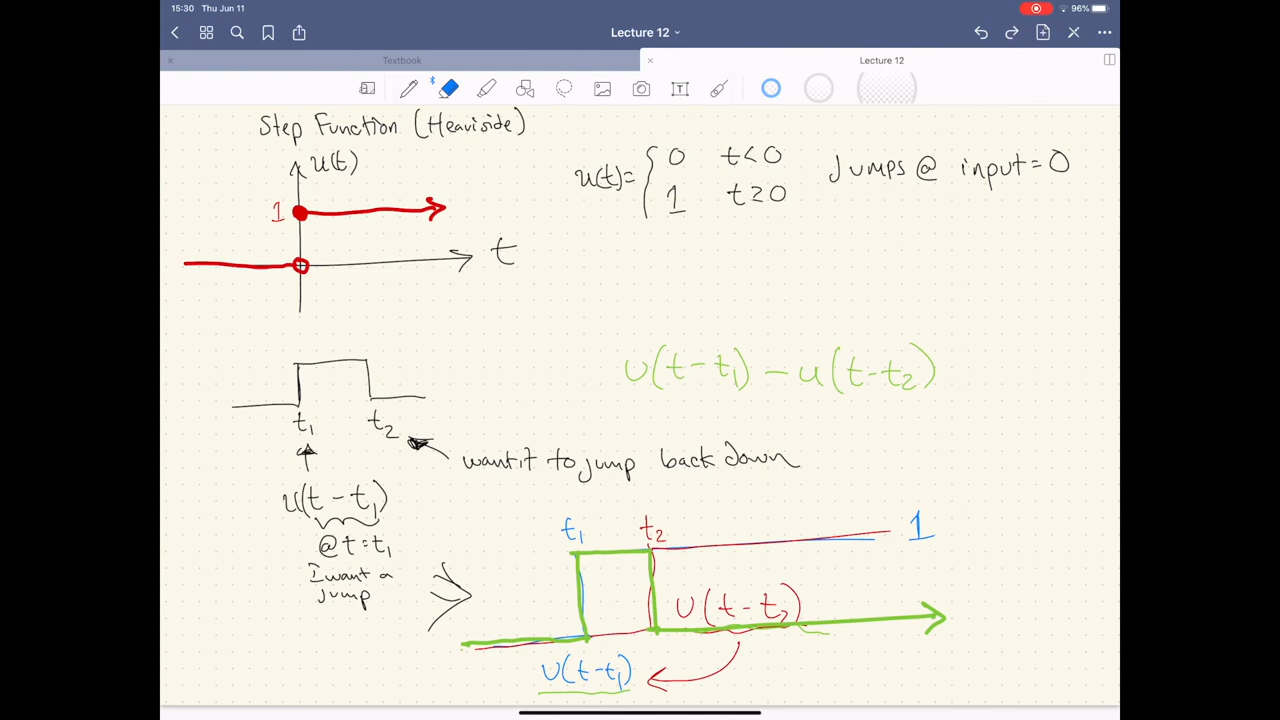 15:30 Thu Jun 11
96%
Lecture 12
Textbook
Lecture 12
Step Function (Heaviside)
u(t)
1
t
u(t)= { 0 t<0
1 t≥0
Jumps @ input=0
t₁ t₂
u(t-t₁) - u(t-t₂)
want it to jump back down
u(t-t₁)
@t=t₁
I want a
jump
t₁ t₂ 1
u(t-t₂)
u(t-t₁)